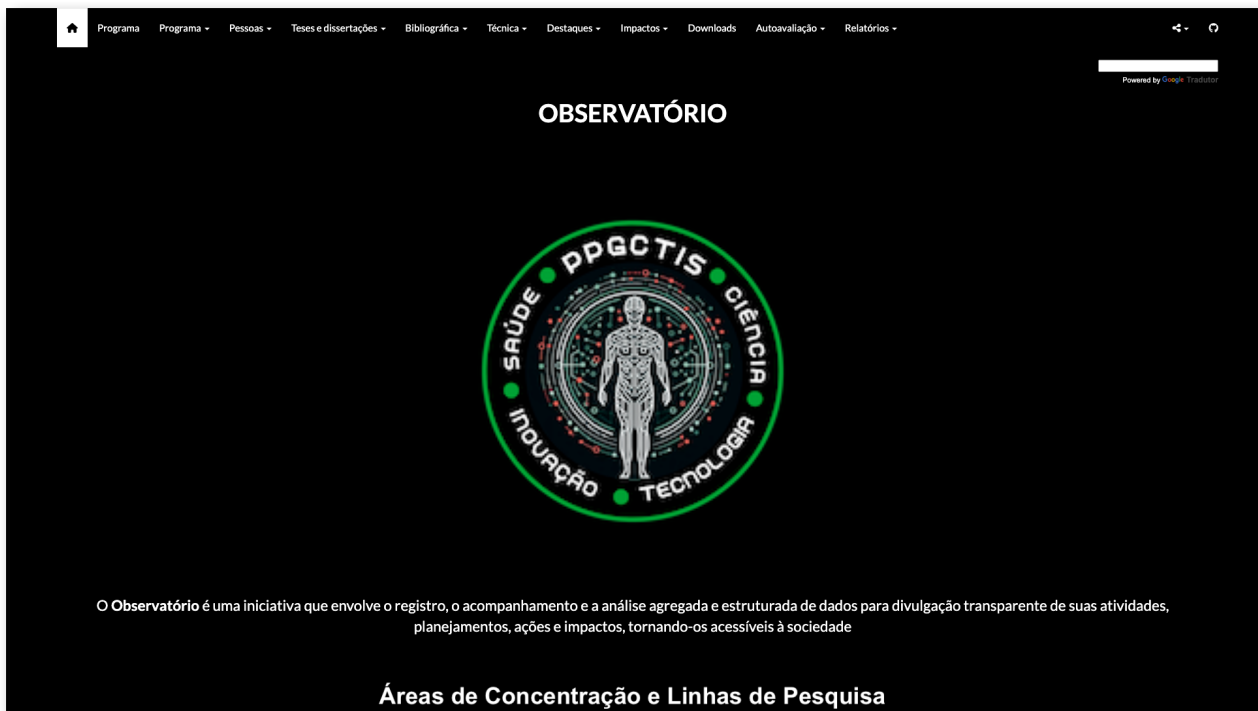 Programa Programa Pessoas Teses e dissertações Bibliográfica Técnica Destaques Impactos Downloads Autoavaliação Relatórios
Powered by Google Tradutor
OBSERVATÓRIO
PPGCTIS
SAÚDE
CIÊNCIA
INOVAÇÃO
TECNOLOGIA
O Observatório é uma iniciativa que envolve o registro, o acompanhamento e a análise agregada e estruturada de dados para divulgação transparente de suas atividades,
planejamentos, ações e impactos, tornando-os acessíveis à sociedade
Áreas de Concentração e Linhas de Pesquisa